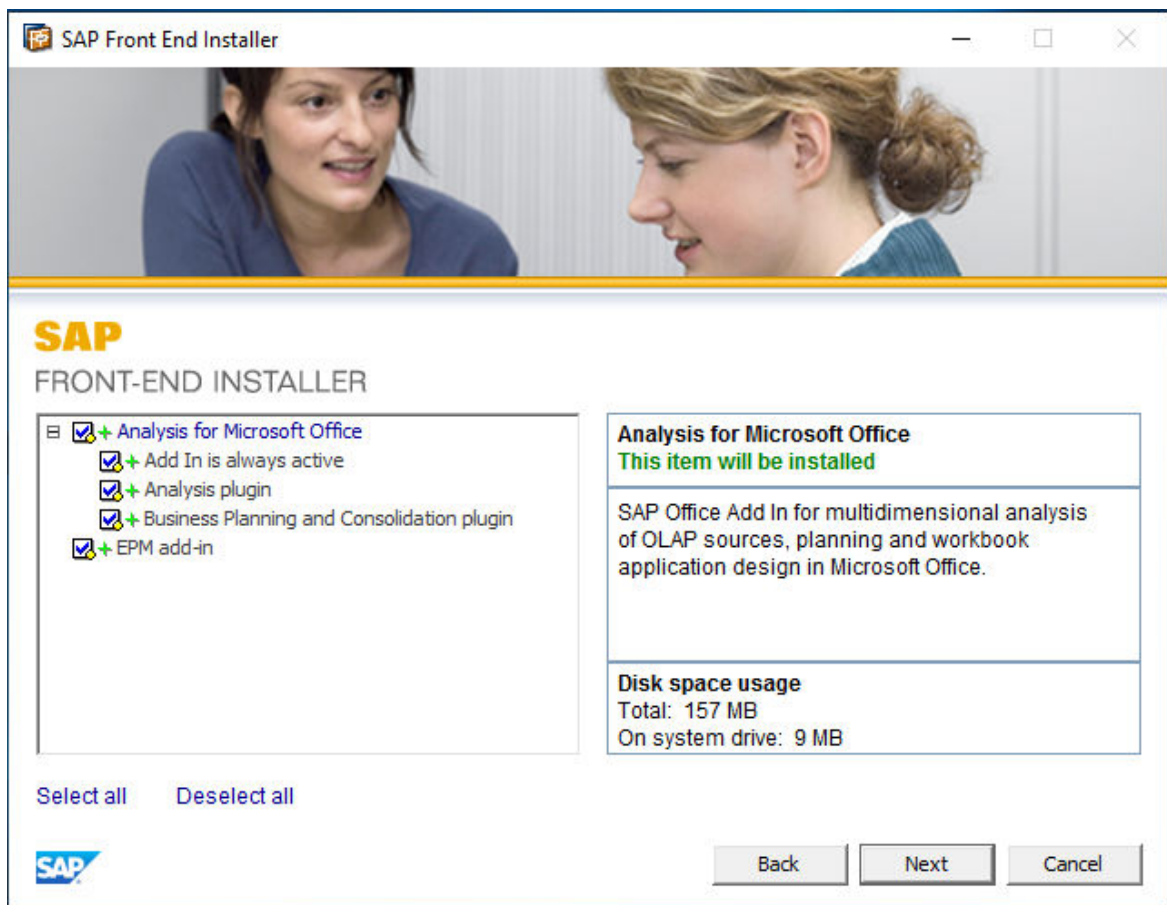 SAP Front End Installer
SAP
FRONT-END INSTALLER
Analysis for Microsoft Office
Add In is always active
Analysis plugin
Business Planning and Consolidation plugin
EPM add-in
Analysis for Microsoft Office
This item will be installed
SAP Office Add In for multidimensional analysis
of OLAP sources, planning and workbook
application design in Microsoft Office.
Disk space usage
Total: 157 MB
On system drive: 9 MB
Select all
Deselect all
SAP
Back
Next
Cancel